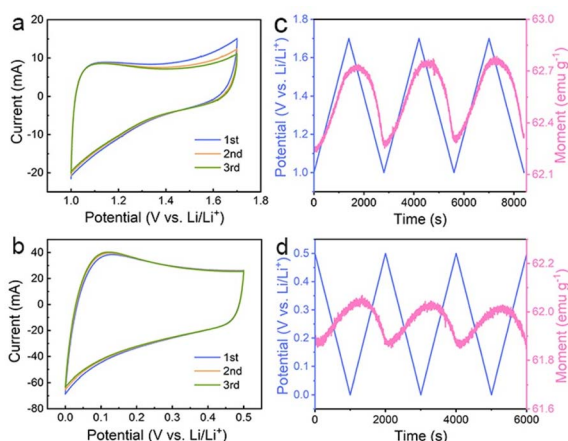 a
Current (mA)
20
10
0
-10
-20
1st
2nd
3rd
1.0 1.2 1.4 1.6 1.8
Potential (V vs. Li/Li⁺)
b
Current (mA)
60
40
20
0
-20
-40
-60
-80
1st
2nd
3rd
0.0 0.1 0.2 0.3 0.4 0.5
Potential (V vs. Li/Li⁺)
c
Potential (V vs. Li/Li⁺)
1.8
1.6
1.4
1.2
1.0
63.0
62.7
62.4
62.1
Moment (emu g⁻¹)
0 2000 4000 6000 8000
Time (s)
d
Potential (V vs. Li/Li⁺)
0.5
0.4
0.3
0.2
0.1
0.0
62.2
62.0
61.8
61.6
Moment (emu g⁻¹)
0 1000 2000 3000 4000 5000 6000
Time (s)